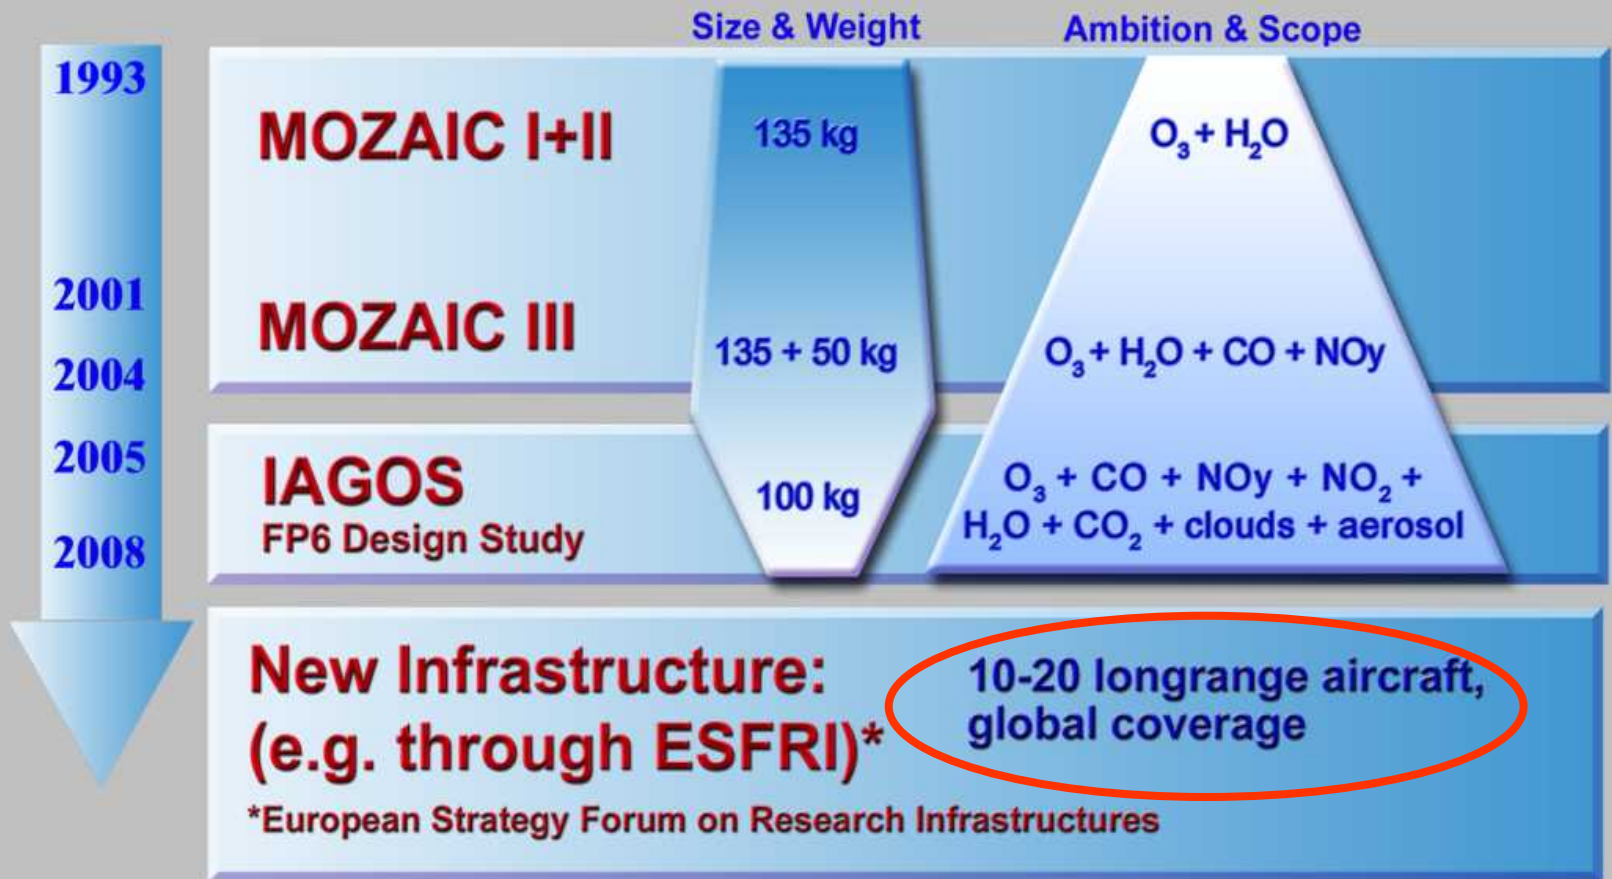 Size & Weight
Ambition & Scope
1993
MOZAIC I+II
135 kg
O₃ + H₂O
2001
MOZAIC III
135 + 50 kg
O₃ + H₂O + CO + NOy
2004
2005
IAGOS
FP6 Design Study
100 kg
O₃ + CO + NOy + NO₂ +
H₂O + CO₂ + clouds + aerosol
2008
New Infrastructure:
(e.g. through ESFRI)*
10-20 longrange aircraft,
global coverage
*European Strategy Forum on Research Infrastructures